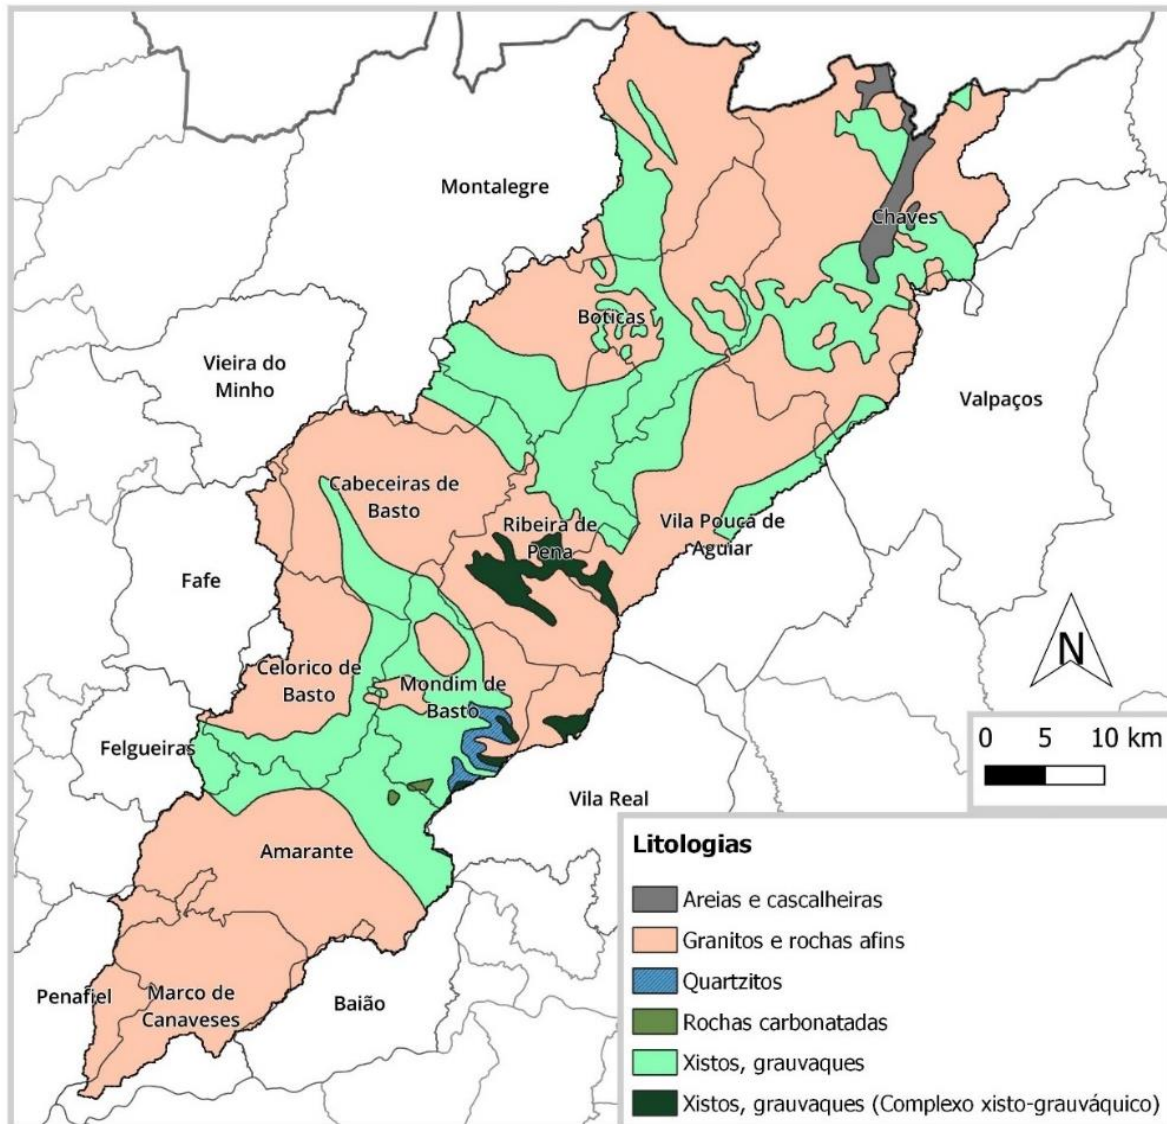 Montalegre
Chaves
Boticas
Vieira do
Minho
Valpaços
Cabeceiras de
Basto
Ribeira de
Pena
Vila Pouca de
Aguiar
Fafe
N
Celorico de
Basto
Mondim de
Basto
Felgueiras
0 5 10 km
Vila Real
Amarante
Penafiel
Marco de
Canaveses
Baião
Litologias
Areias e cascalheiras
Granitos e rochas afins
Quartzitos
Rochas carbonatadas
Xistos, grauvaques
Xistos, grauvaques (Complexo xisto-grauváquico)